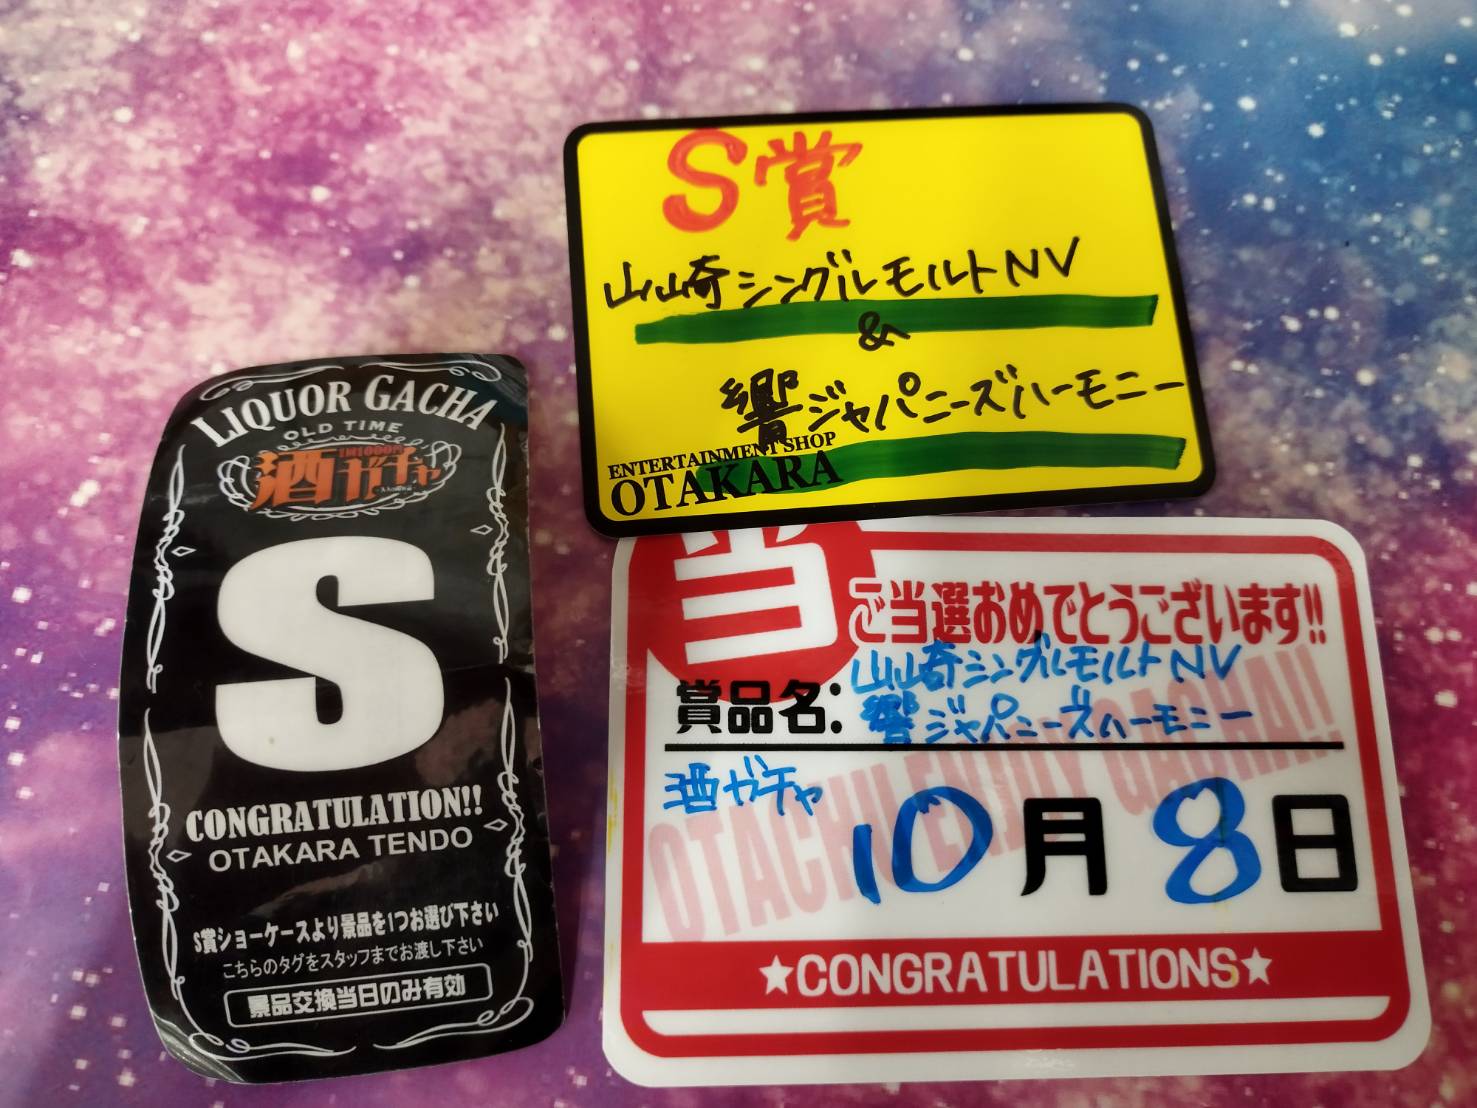 S賞
山崎シングルモルトNV
&
響ジャパニーズハーモニー
ENTERTAINMENT SHOP
OTAKARA
LIQUOR GACHA
OLD TIME
1回1000円
酒ガチャ
S
CONGRATULATION!!
OTAKARA TENDO
S賞ショーケースより景品を1つお選び下さい
こちらのタグをスタッフまでお渡し下さい
景品交換当日のみ有効
当
ご当選おめでとうございます!!
賞品名:山崎シングルモルトNV
響ジャパニーズハーモニー
酒ガチャ
10月8日
★CONGRATULATIONS★